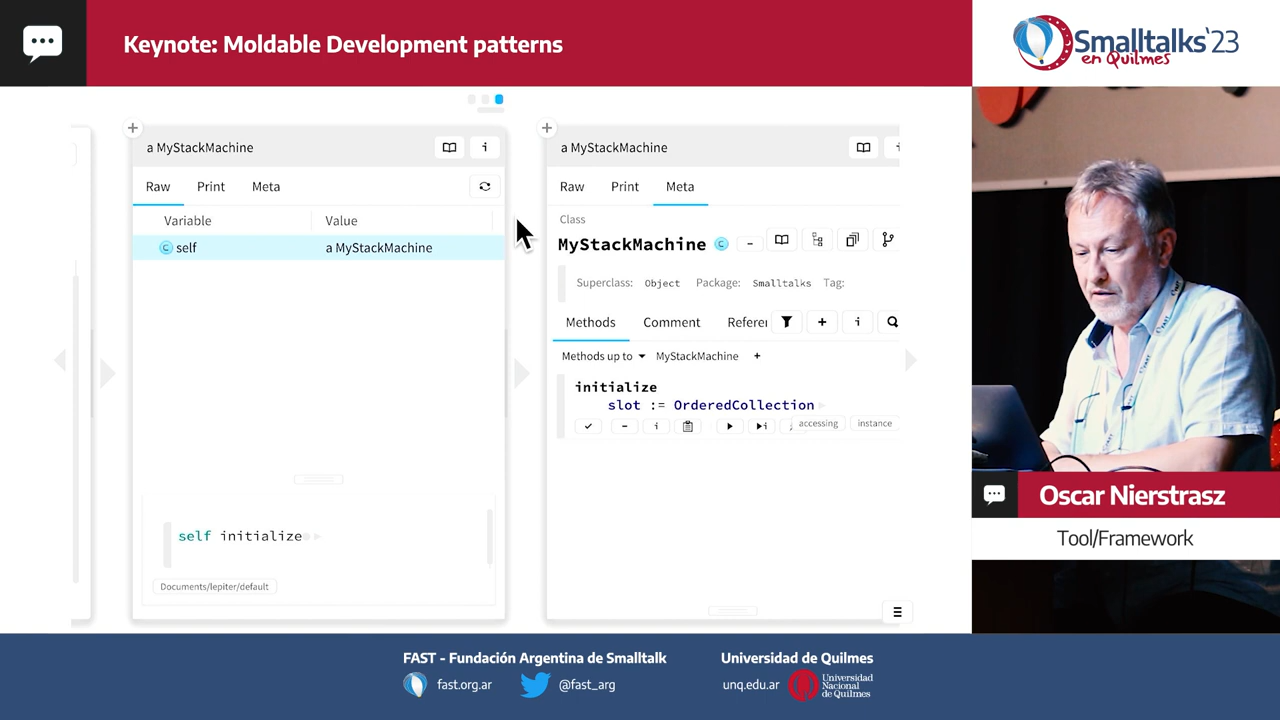 Keynote: Moldable Development patterns
Smalltalks'23
en Quilmes
a MyStackMachine
i
Raw Print Meta
Variable Value
self a MyStackMachine
self initialize
Documents/lepiter/default
a MyStackMachine
i
Raw Print Meta
Class
MyStackMachine
Superclass: Object Package: Smalltalks Tag:
Methods Comment Referen
Methods up to MyStackMachine +
initialize
slot := OrderedCollection
accessing instance
Oscar Nierstrasz
Tool/Framework
FAST - Fundación Argentina de Smalltalk
fast.org.ar @fast_arg
Universidad de Quilmes
unq.edu.ar
Universidad
Nacional
de Quilmes